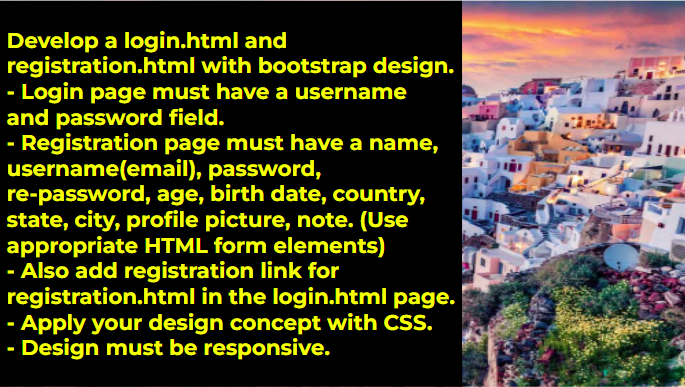 Develop a login.html and
registration.html with bootstrap design.
- Login page must have a username
and password field.
- Registration page must have a name,
username(email), password,
re-password, age, birth date, country,
state, city, profile picture, note. (Use
appropriate HTML form elements)
- Also add registration link for
registration.html in the login.html page.
- Apply your design concept with CSS.
- Design must be responsive.